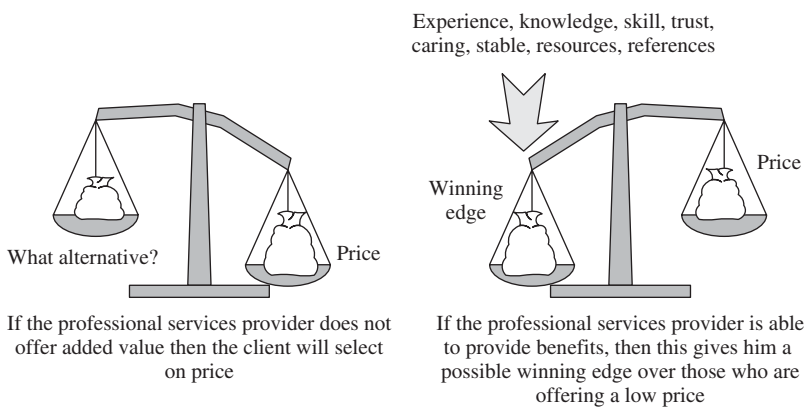 Experience, knowledge, skill, trust,
caring, stable, resources, references
What alternative?
Price
If the professional services provider does not
offer added value then the client will select
on price
Winning
edge
Price
If the professional services provider is able
to provide benefits, then this gives him a
possible winning edge over those who are
offering a low price